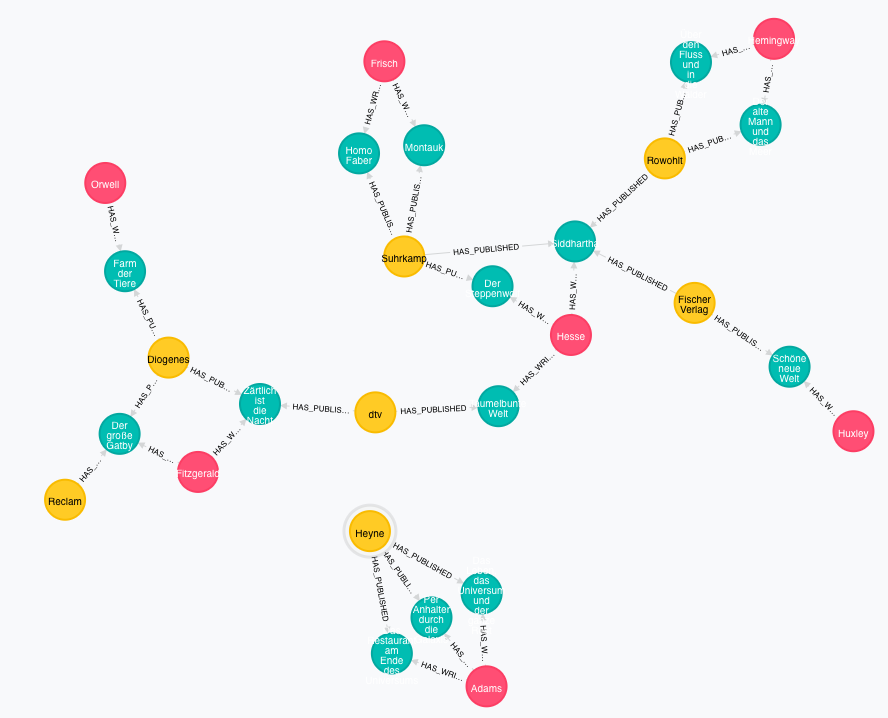 Frisch
HAS_WR...
HAS_W...
Homo
Faber
Montauk
HAS_PUBLIS...
HAS_PUBLIS...
Suhrkamp
HAS_PUBLISHED
HAS_PU...
Der
HAS_W...
HAS_W...
Hesse
HAS_WRI...
Welt
den
Fluss
und
in
HAS_...
HAS_...
alte
Mann
und
das
HAS_PUB...
HAS_PUB...
Rowohlt
HAS_PUBLISHED
Siddhartha
HAS_PUBLISHED
Fischer
Verlag
HAS_PUBLIS...
Schöne
neue
Welt
HAS_W...
Huxley
Orwell
HAS_W...
Farm
der
Tiere
HAS_PU...
Diogenes
HAS_PUB...
HAS_P...
Zärtlich
ist
die
Nacht
HAS_PUBLIS...
dtv
HAS_PUBLISHED
Der
große
Gatby
HAS_...
HAS_W...
Fitzgerald
HAS_...
Reclam
Heyne
HAS_PUBLISHED
HAS_PUBLI...
HAS_PUBLISHED
das
Universum
und
der
Per
Anhalter
durch
die
am
Ende
des
HAS_W...
HAS_...
HAS_WRI...
Adams